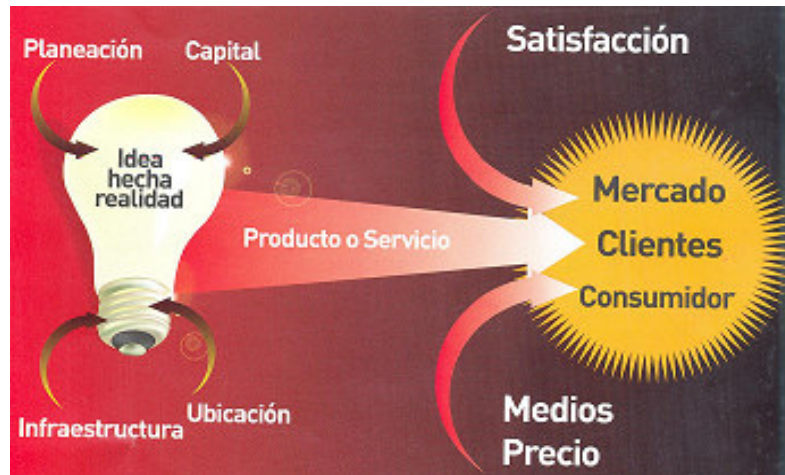 Planeación
Capital
Satisfacción
Idea
hecha
realidad
Mercado
Producto o Servicio
Clientes
Consumidor
Infraestructura
Ubicación
Medios
Precio